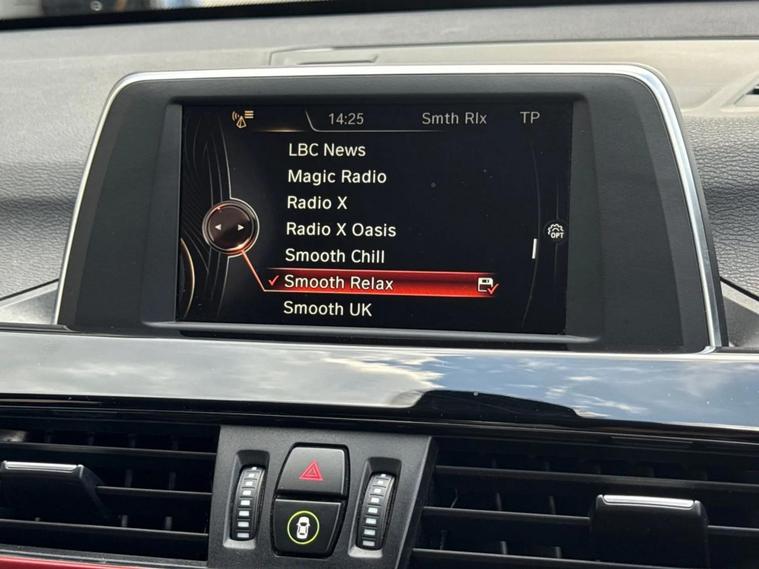 14:25 Smth Rlx TP
LBC News
Magic Radio
Radio X
Radio X Oasis
Smooth Chill
Smooth Relax
Smooth UK
OPT